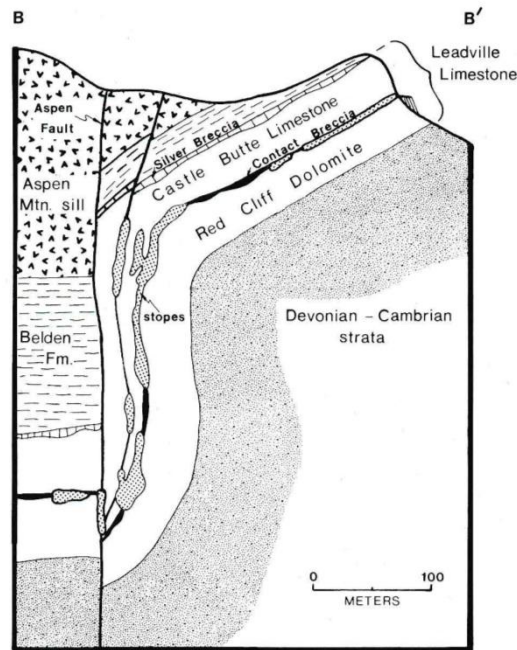 B
B′
Leadville
Limestone
Aspen
Fault
Silver Breccia
Castle Butte Limestone
Contact Breccia
Aspen
Mtn. sill
Red Cliff Dolomite
stopes
Devonian – Cambrian
strata
Belden
Fm.
0 100
METERS